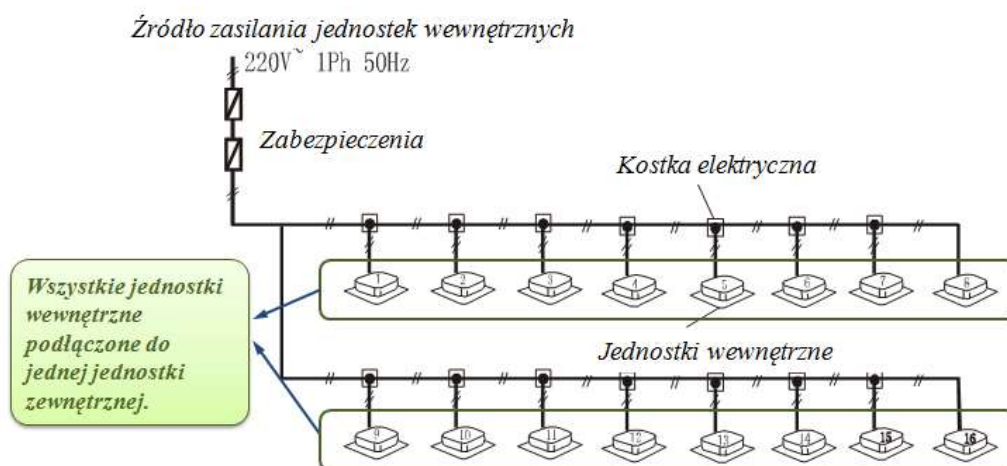 Źródło zasilania jednostek wewnętrznych
220V~ 1Ph 50Hz
Zabezpieczenia
Kostka elektryczna
1 2 3 4 5 6 7 8
Wszystkie jednostki
wewnętrzne
podłączone do
jednej jednostki
zewnętrznej.
Jednostki wewnętrzne
9 10 11 12 13 14 15 16